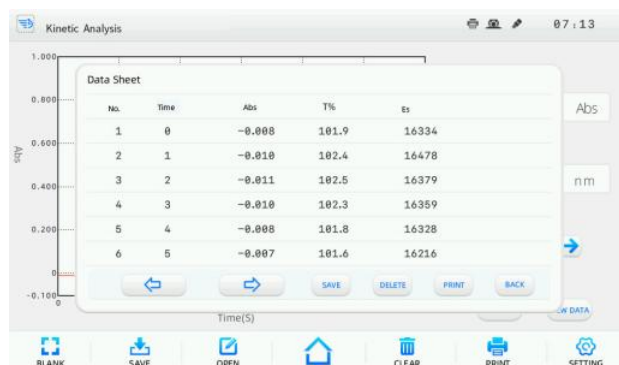 Kinetic Analysis
07:13
1.000
Data Sheet
No. Time Abs T% Es
1 0 -0.008 101.9 16334
2 1 -0.010 102.4 16478
3 2 -0.011 102.5 16379
4 3 -0.010 102.3 16359
5 4 -0.008 101.8 16328
6 5 -0.007 101.6 16216
SAVE DELETE PRINT BACK
0.800
0.600
0.400
0.200
0
-0.100
0
Abs
Time(S)
Abs
nm
W DATA
BLANK SAVE OPEN CLEAR PRINT SETTING